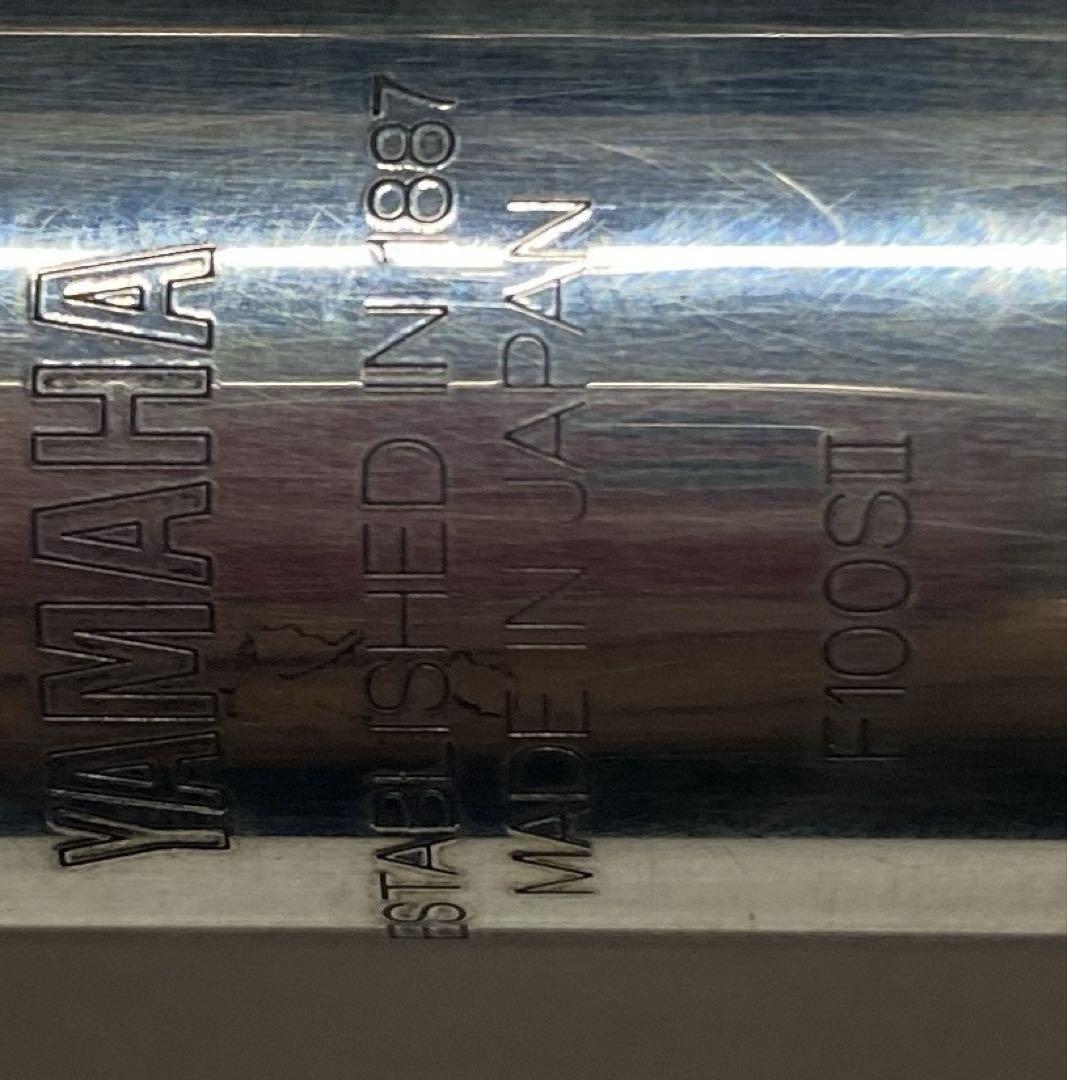 YAMAHA
ESTABLISHED IN 1887
MADE IN JAPAN
F100SII